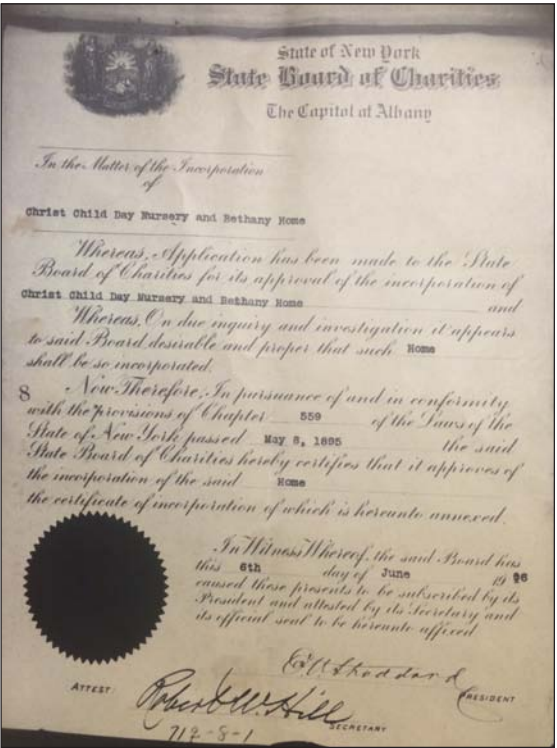 State of New York
State Board of Charities
The Capitol at Albany
In the Matter of the Incorporation
of
Christ Child Day Nursery and Bethany Home
Whereas, Application has been made to the State
Board of Charities for its approval of the incorporation of
Christ Child Day Nursery and Bethany Home and
Whereas, On due inquiry and investigation it appears
to said Board desirable and proper that such Home
shall be so incorporated.
8 Now Therefore, In pursuance of and in conformity
with the provisions of Chapter 559 of the Laws of the
State of New York passed May 8, 1895 the said
State Board of Charities hereby certifies that it approves of
the incorporation of the said Home
the certificate of incorporation of which is hereunto annexed.
In Witness Whereof, the said Board has
this 6th day of June 19
caused these presents to be subscribed by its
President and attested by its Secretary and
its official seal to be hereunto affixed
Stoddard
PRESIDENT
ATTEST:
Robert W. Hill
SECRETARY
712-8-1